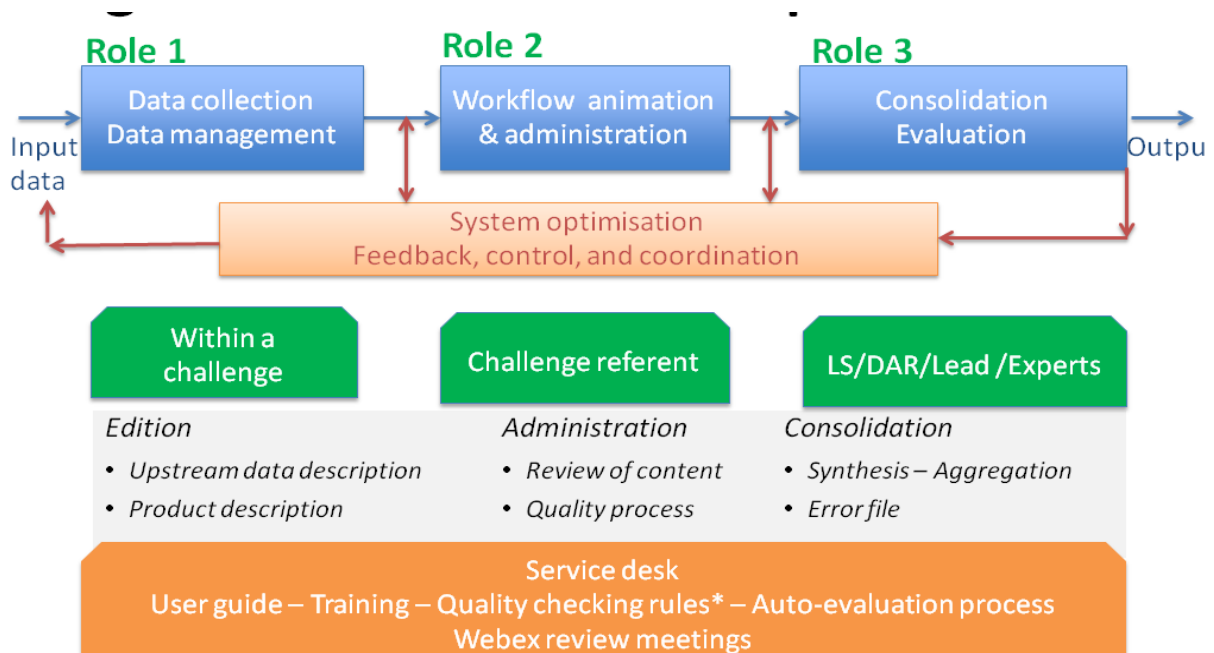 Role 1
Role 2
Role 3
Data collection
Data management
Workflow animation
& administration
Consolidation
Evaluation
Input
data
Outpu
System optimisation
Feedback, control, and coordination
Within a
challenge
Challenge referent
LS/DAR/Lead /Experts
Edition
• Upstream data description
• Product description
Administration
• Review of content
• Quality process
Consolidation
• Synthesis – Aggregation
• Error file
Service desk
User guide – Training – Quality checking rules* – Auto-evaluation process
Webex review meetings